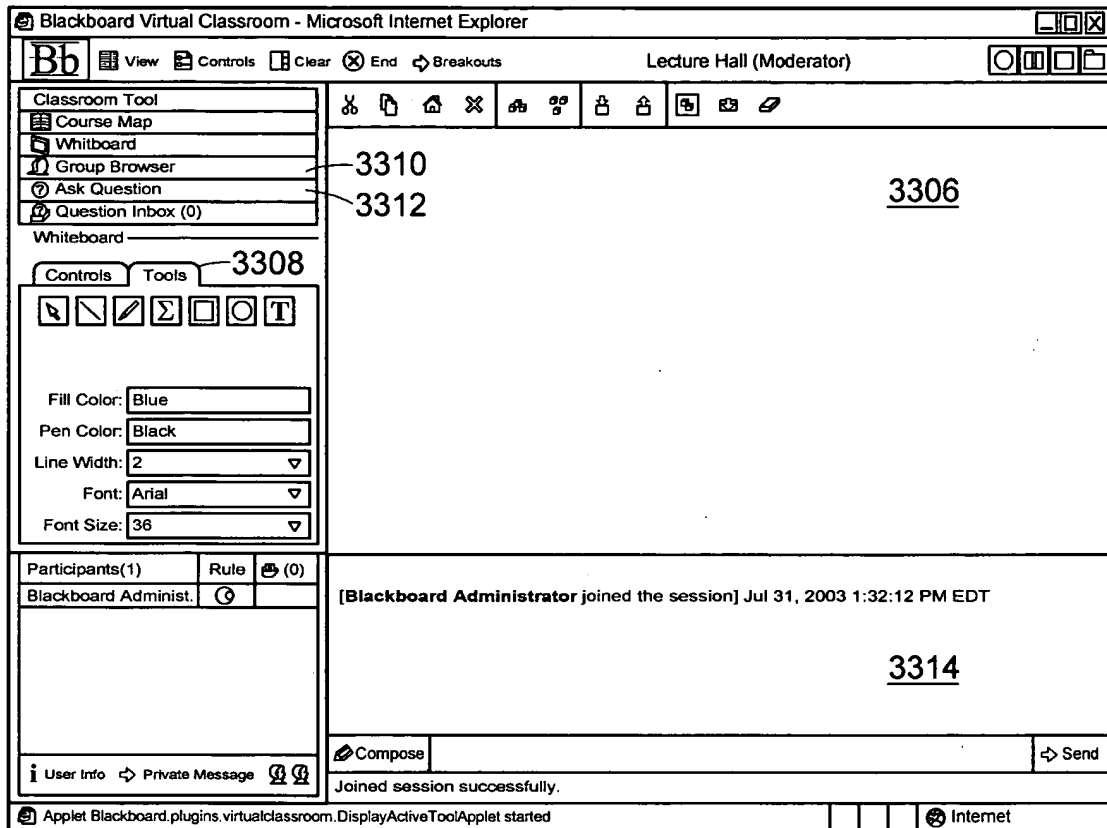 Blackboard Virtual Classroom - Microsoft Internet Explorer
Bb View Controls Clear End Breakouts Lecture Hall (Moderator)
Classroom Tool
Course Map
Whitboard
Group Browser
3310
Ask Question
3312
Question Inbox (0)
3306
Whiteboard
Controls Tools 3308
Σ T
Fill Color: Blue
Pen Color: Black
Line Width: 2
Font: Arial
Font Size: 36
Participants(1) Rule (0)
Blackboard Administ.
[Blackboard Administrator joined the session] Jul 31, 2003 1:32:12 PM EDT
3314
Compose Send
i User Info Private Message
Joined session successfully.
Applet Blackboard.plugins.virtualclassroom.DisplayActiveToolApplet started Internet